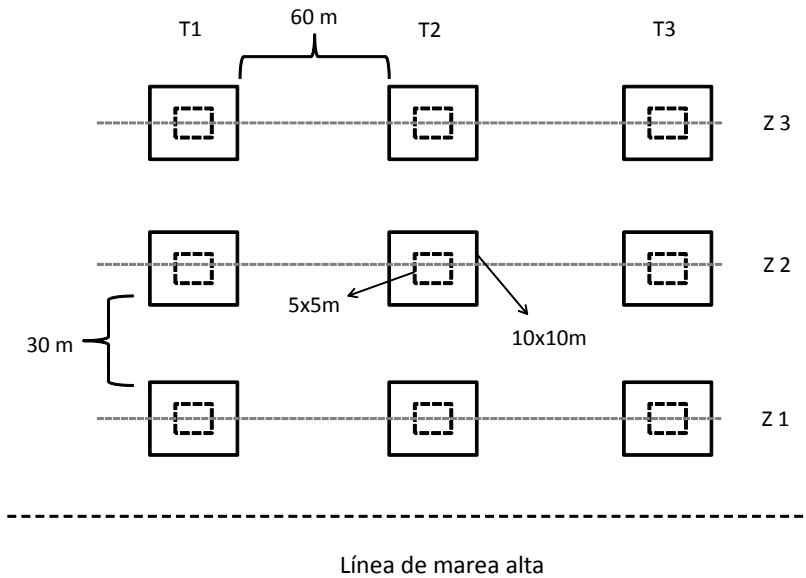 60 m
T1
T2
T3
Z 3
Z 2
5x5m
10x10m
30 m
Z 1
Línea de marea alta